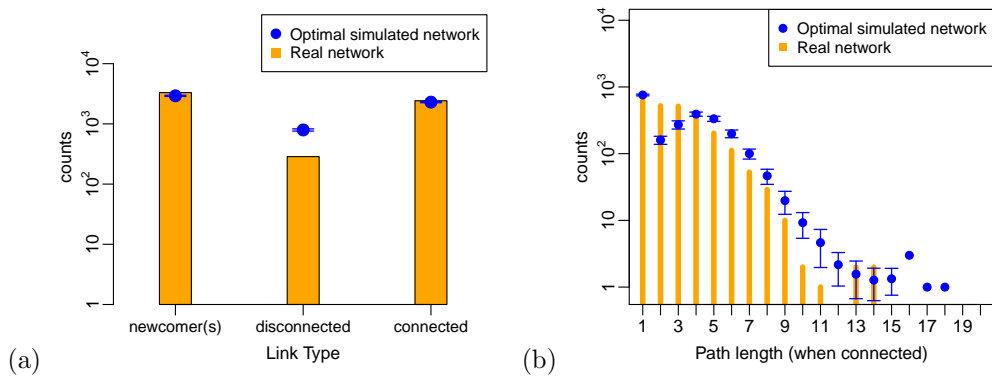 Optimal simulated network
Real network
counts
10^4
10^3
10^2
10
1
newcomer(s) disconnected connected
Link Type
(a)
Optimal simulated network
Real network
counts
10^4
10^3
10^2
10
1
1 3 5 7 9 11 13 15 17 19
Path length (when connected)
(b)